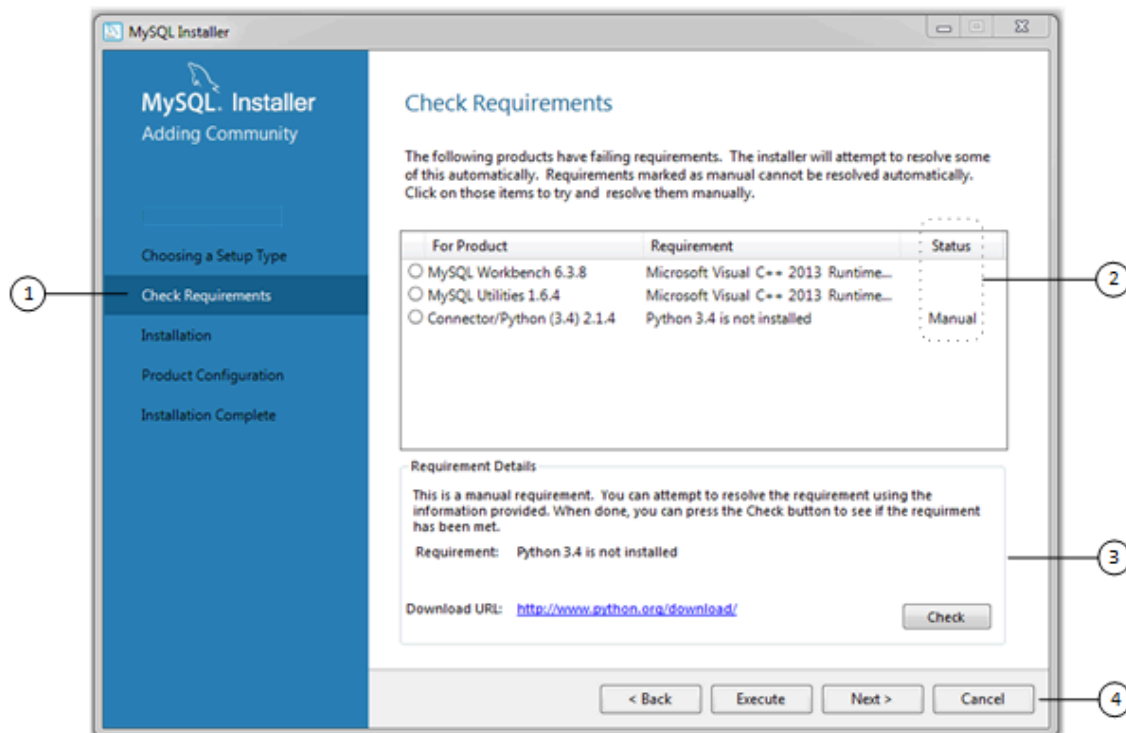 MySQL Installer
MySQL. Installer
Adding Community
Choosing a Setup Type
Check Requirements
Installation
Product Configuration
Installation Complete
1
Check Requirements
The following products have failing requirements. The installer will attempt to resolve some
of this automatically. Requirements marked as manual cannot be resolved automatically.
Click on those items to try and resolve them manually.
For Product Requirement Status
MySQL Workbench 6.3.8 Microsoft Visual C++ 2013 Runtime...
MySQL Utilities 1.6.4 Microsoft Visual C++ 2013 Runtime...
Connector/Python (3.4) 2.1.4 Python 3.4 is not installed Manual
2
Requirement Details
This is a manual requirement. You can attempt to resolve the requirement using the
information provided. When done, you can press the Check button to see if the requirment
has been met.
Requirement: Python 3.4 is not installed
3
Download URL: http://www.python.org/download/
Check
< Back Execute Next > Cancel
4